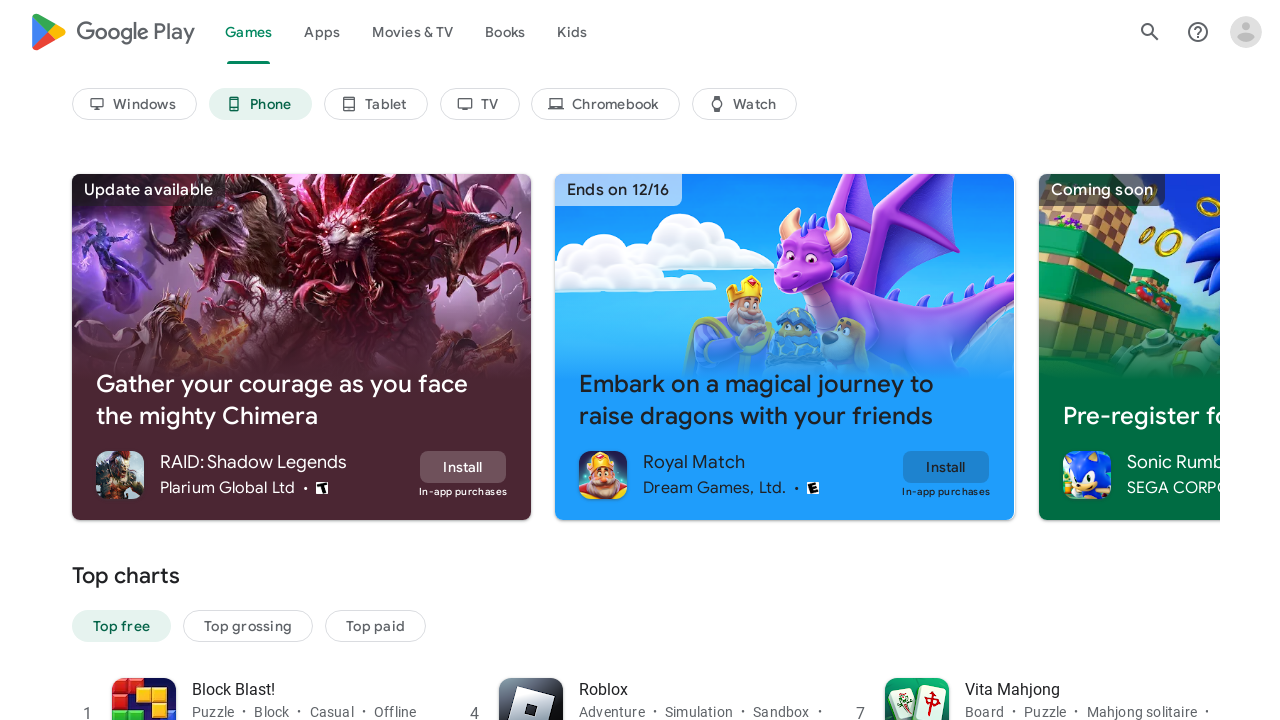 Google Play
Games
Apps
Movies & TV
Books
Kids
Windows
Phone
Tablet
TV
Chromebook
Watch
Update available
Gather your courage as you face
the mighty Chimera
RAID: Shadow Legends
Plarium Global Ltd • T
Install
In-app purchases
Ends on 12/16
Embark on a magical journey to
raise dragons with your friends
Royal Match
Dream Games, Ltd. • E
Install
In-app purchases
Coming soon
Pre-register fo
Sonic Rumb
SEGA CORPO
Top charts
Top free
Top grossing
Top paid
1
Block Blast!
Puzzle • Block • Casual • Offline
4
Roblox
Adventure • Simulation • Sandbox •
7
Vita Mahjong
Board • Puzzle • Mahjong solitaire •